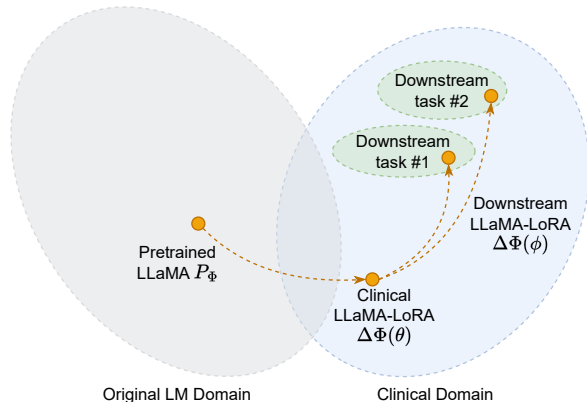 Downstream
task #2
Downstream
task #1
Downstream
LLaMA-LoRA
ΔΦ(ϕ)
Pretrained
LLaMA P_Φ
Clinical
LLaMA-LoRA
ΔΦ(θ)
Original LM Domain
Clinical Domain